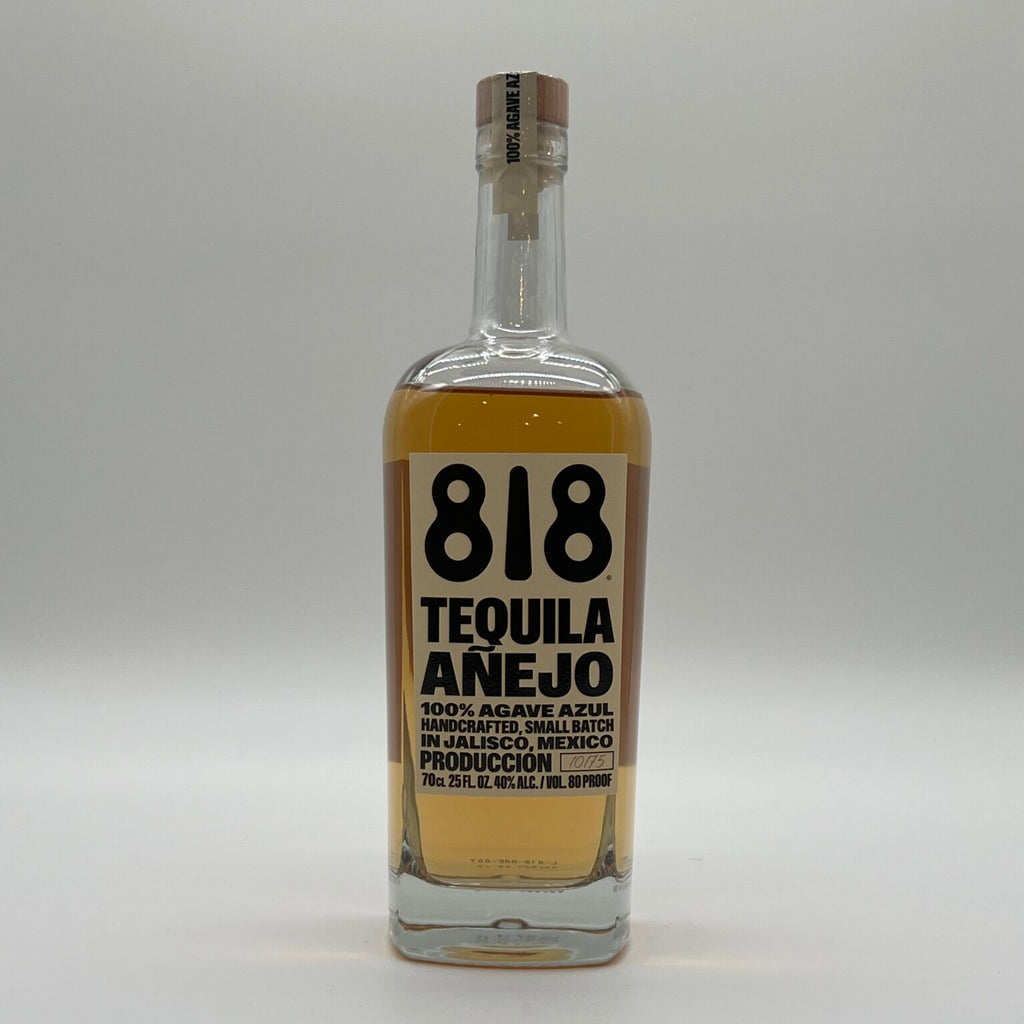 100% AGAVE AZ
818
TEQUILA
AÑEJO
100% AGAVE AZUL
HANDCRAFTED, SMALL BATCH
IN JALISCO, MEXICO
PRODUCCIÓN 10175
70CL 25 FL. OZ. 40% ALC. / VOL. 80 PROOF